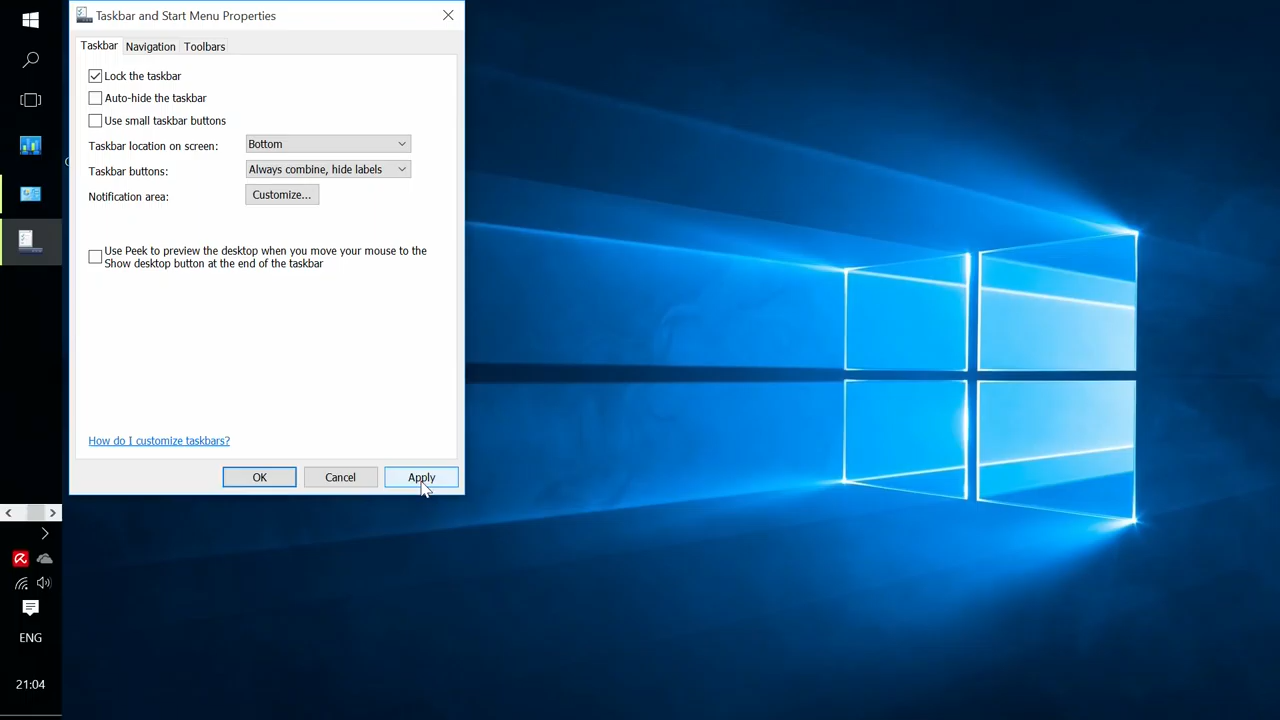 Taskbar and Start Menu Properties
Taskbar
Navigation
Toolbars
Lock the taskbar
Auto-hide the taskbar
Use small taskbar buttons
Taskbar location on screen:
Bottom
Taskbar buttons:
Always combine, hide labels
Notification area:
Customize...
Use Peek to preview the desktop when you move your mouse to the
Show desktop button at the end of the taskbar
How do I customize taskbars?
OK
Cancel
Apply
ENG
21:04